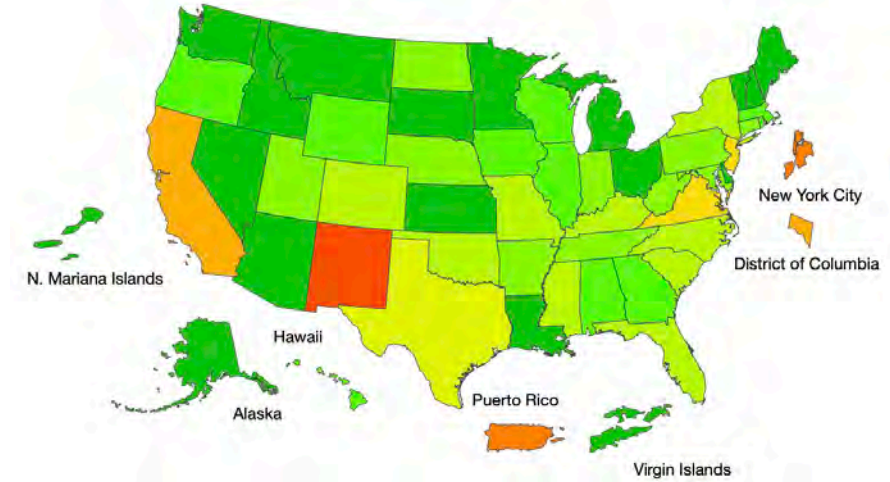 New York City
District of Columbia
N. Mariana Islands
Hawaii
Alaska
Puerto Rico
Virgin Islands